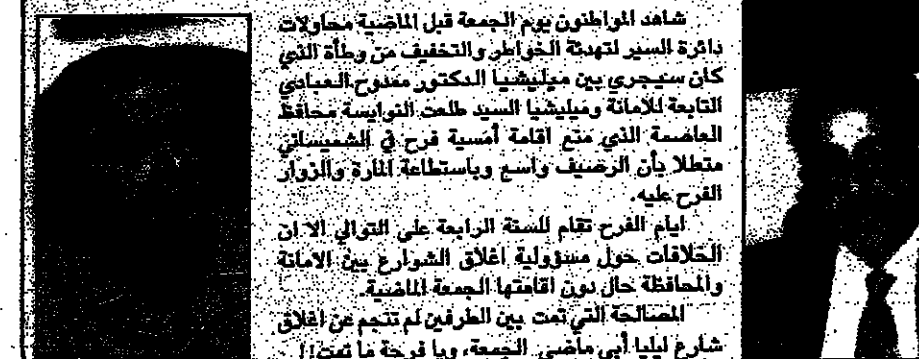 شاهد المواطنون يوم الجمعة قبل الماضية محاولات
دائرة السير لتهدئة الخواطر والتخفيف من وطأة الذي
كان سيجري بين ميليشيا الدكتور ممدوح العبادي
التابعة للامانة وميليشيا السيد طلعت النوايسة محافظ
العاصمة الذي منع اقامة أمسية فرح في الشميساني
متعللا بأن الرصيف واسع وباستطاعة المارة والزوار
الفرح عليه.
ايام الفرح تقام للسنة الرابعة على التوالي الا ان
الخلافات حول مسؤولية اغلاق الشوارع بين الامانة
والمحافظة حال دون اقامتها الجمعة الماضية.
المصالحة التي تمت بين الطرفين لم تنجم عن اغلاق
شارع ليليا أبي ماضي الجمعة، ويا فرحة ما تمت!!